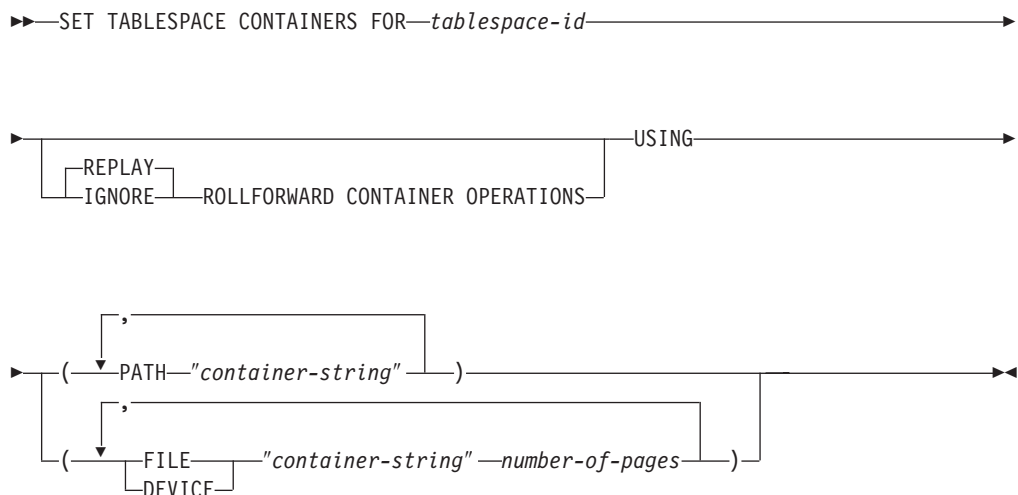 SET TABLESPACE CONTAINERS FOR tablespace-id
USING
REPLAY
IGNORE ROLLFORWARD CONTAINER OPERATIONS
,
( PATH "container-string" )
,
( FILE "container-string" number-of-pages )
DEVICE